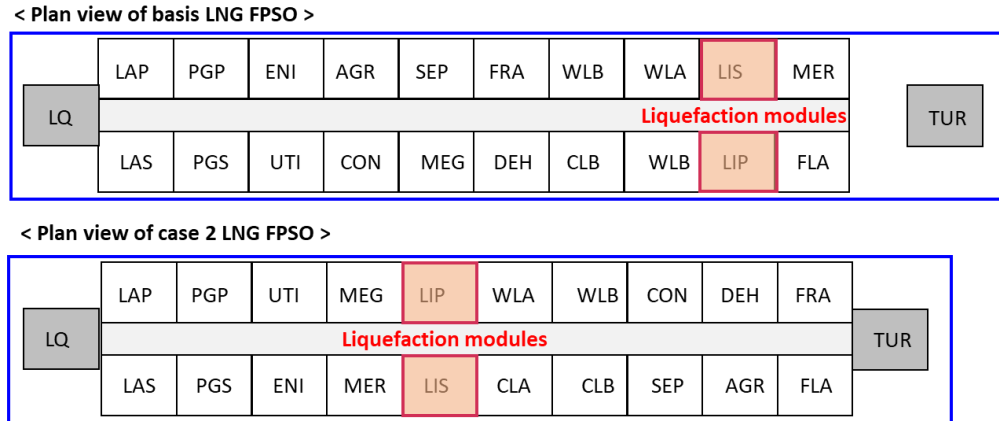 < Plan view of basis LNG FPSO >
LAP PGP ENI AGR SEP FRA WLB WLA LIS MER
LQ Liquefaction modules TUR
LAS PGS UTI CON MEG DEH CLB WLB LIP FLA
< Plan view of case 2 LNG FPSO >
LAP PGP UTI MEG LIP WLA WLB CON DEH FRA
LQ Liquefaction modules TUR
LAS PGS ENI MER LIS CLA CLB SEP AGR FLA